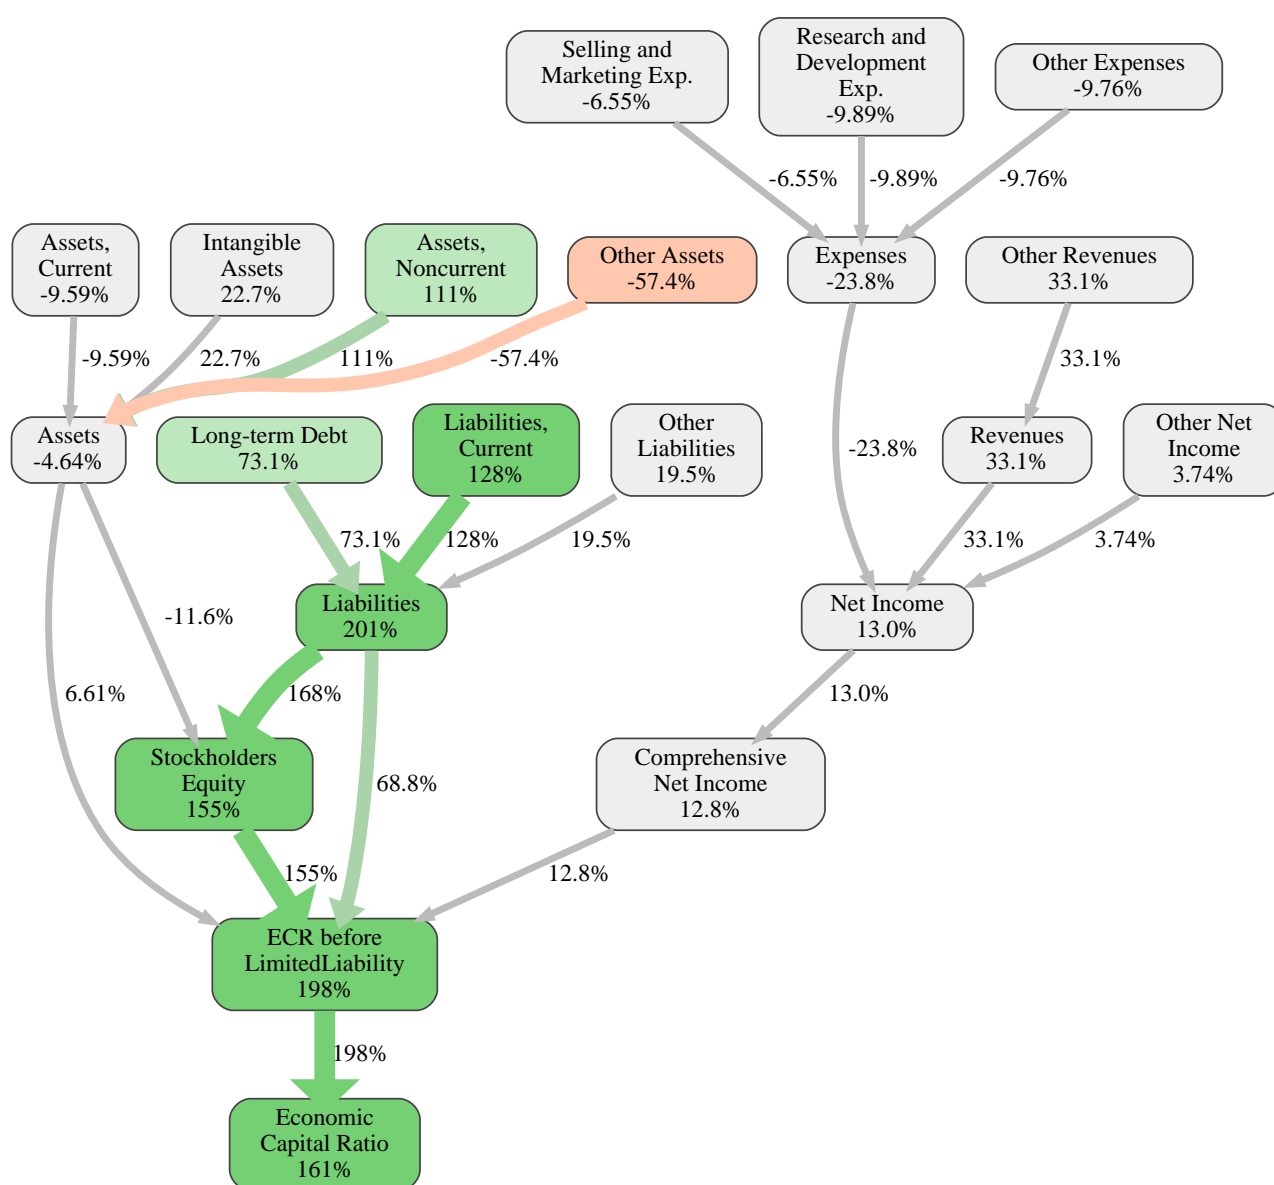 Selling and
Marketing Exp.
-6.55%
Research and
Development
Exp.
-9.89%
Other Expenses
-9.76%
-6.55%
-9.89%
-9.76%
Assets,
Current
-9.59%
Intangible
Assets
22.7%
Assets,
Noncurrent
111%
Other Assets
-57.4%
Expenses
-23.8%
Other Revenues
33.1%
-9.59%
22.7%
111%
-57.4%
33.1%
Assets
-4.64%
Long-term Debt
73.1%
Liabilities,
Current
128%
Other
Liabilities
19.5%
-23.8%
Revenues
33.1%
Other Net
Income
3.74%
73.1%
128%
19.5%
33.1%
3.74%
Liabilities
201%
Net Income
13.0%
-11.6%
6.61%
168%
13.0%
Stockholders
Equity
155%
68.8%
Comprehensive
Net Income
12.8%
155%
12.8%
ECR before
LimitedLiability
198%
198%
Economic
Capital Ratio
161%